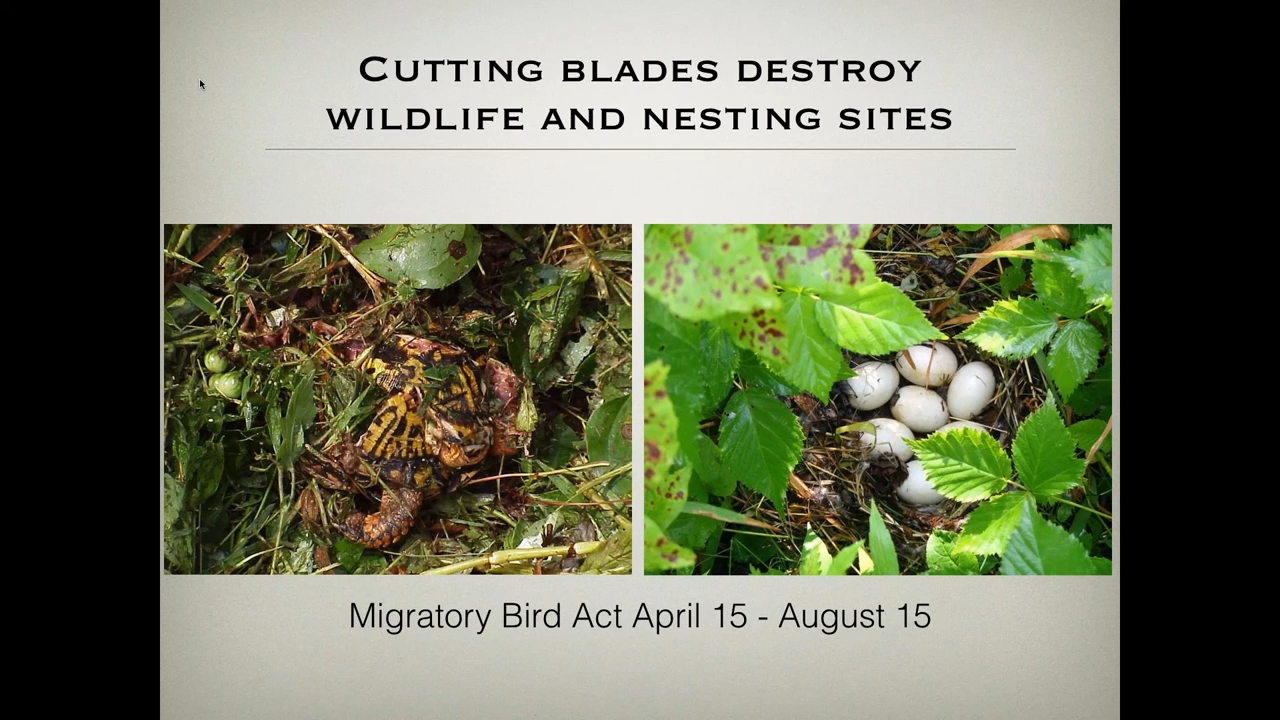 Cutting blades destroy
wildlife and nesting sites
Migratory Bird Act April 15 - August 15